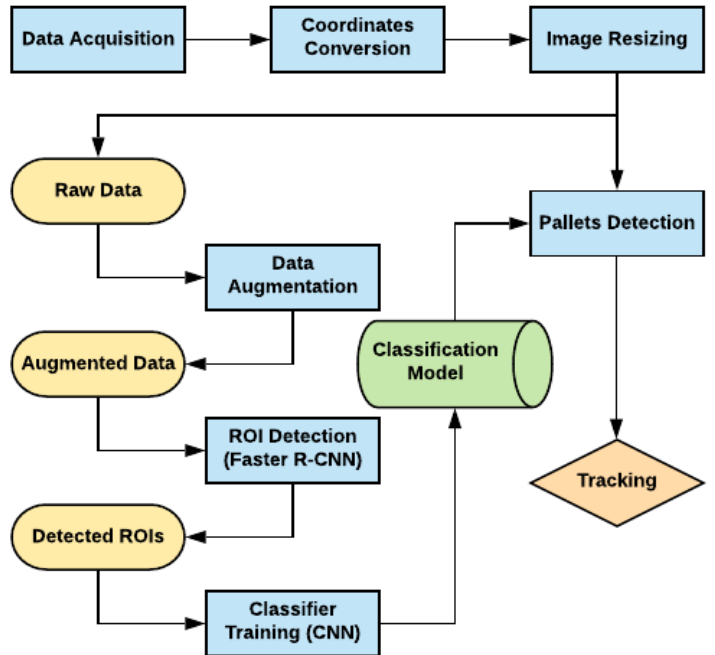 Data Acquisition
Coordinates
Conversion
Image Resizing
Raw Data
Pallets Detection
Data
Augmentation
Augmented Data
Classification
Model
ROI Detection
(Faster R-CNN)
Tracking
Detected ROIs
Classifier
Training (CNN)